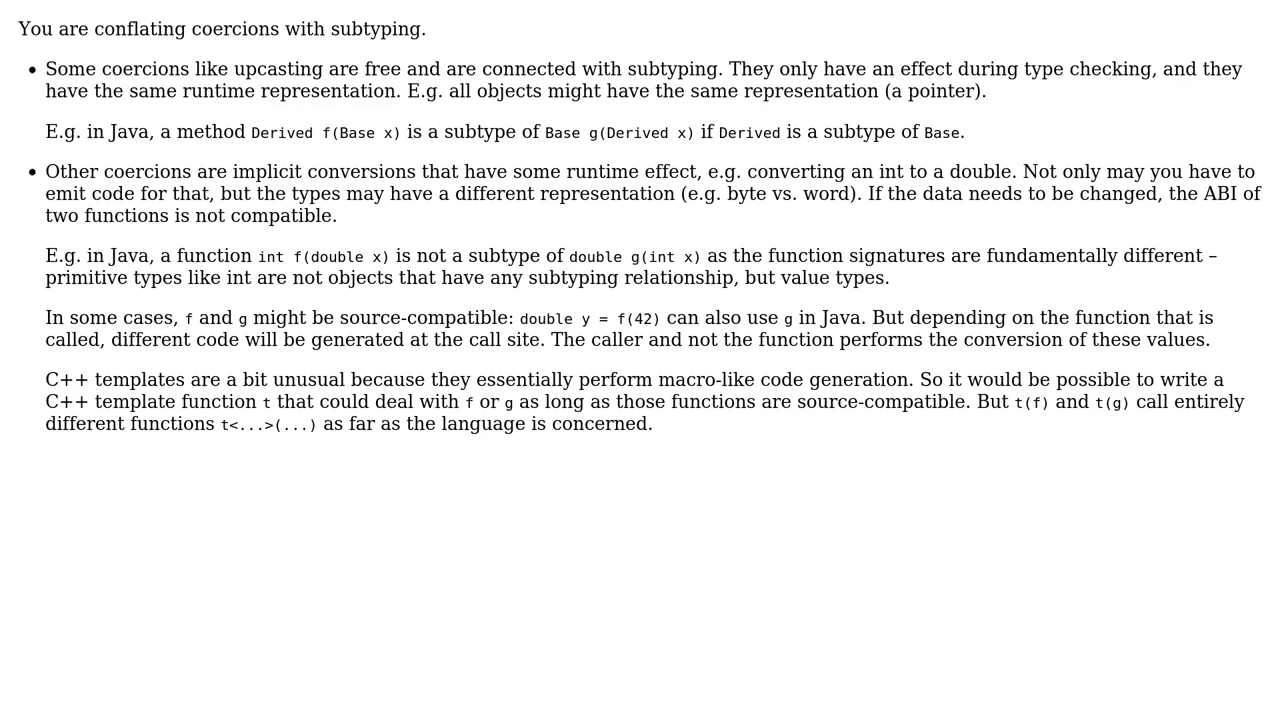 You are conflating coercions with subtyping.
• Some coercions like upcasting are free and are connected with subtyping. They only have an effect during type checking, and they
have the same runtime representation. E.g. all objects might have the same representation (a pointer).
E.g. in Java, a method Derived f(Base x) is a subtype of Base g(Derived x) if Derived is a subtype of Base.
• Other coercions are implicit conversions that have some runtime effect, e.g. converting an int to a double. Not only may you have to
emit code for that, but the types may have a different representation (e.g. byte vs. word). If the data needs to be changed, the ABI of
two functions is not compatible.
E.g. in Java, a function int f(double x) is not a subtype of double g(int x) as the function signatures are fundamentally different –
primitive types like int are not objects that have any subtyping relationship, but value types.
In some cases, f and g might be source-compatible: double y = f(42) can also use g in Java. But depending on the function that is
called, different code will be generated at the call site. The caller and not the function performs the conversion of these values.
C++ templates are a bit unusual because they essentially perform macro-like code generation. So it would be possible to write a
C++ template function t that could deal with f or g as long as those functions are source-compatible. But t(f) and t(g) call entirely
different functions t<...>(...) as far as the language is concerned.